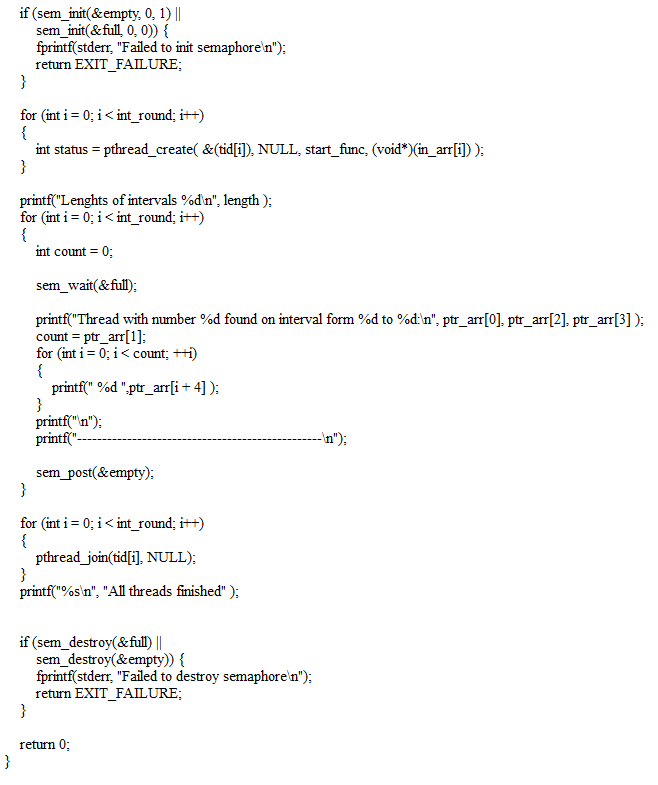 if (sem_init(&empty, 0, 1) ||
sem_init(&full, 0, 0)) {
fprintf(stderr, "Failed to init semaphore\n");
return EXIT_FAILURE;
}
for (int i = 0; i < int_round; i++)
{
int status = pthread_create( &(tid[i]), NULL, start_func, (void*)(in_arr[i]) );
}
printf("Lenghts of intervals %d\n", length );
for (int i = 0; i < int_round; i++)
{
int count = 0;
sem_wait(&full);
printf("Thread with number %d found on interval form %d to %d:\n", ptr_arr[0], ptr_arr[2], ptr_arr[3] );
count = ptr_arr[1];
for (int i = 0; i < count; ++i)
{
printf(" %d ",ptr_arr[i + 4] );
}
printf("\n");
printf("-------------------------------------------------\n");
sem_post(&empty);
}
for (int i = 0; i < int_round; i++)
{
pthread_join(tid[i], NULL);
}
printf("%s\n", "All threads finished" );
if (sem_destroy(&full) ||
sem_destroy(&empty)) {
fprintf(stderr, "Failed to destroy semaphore\n");
return EXIT_FAILURE;
}
return 0;
}